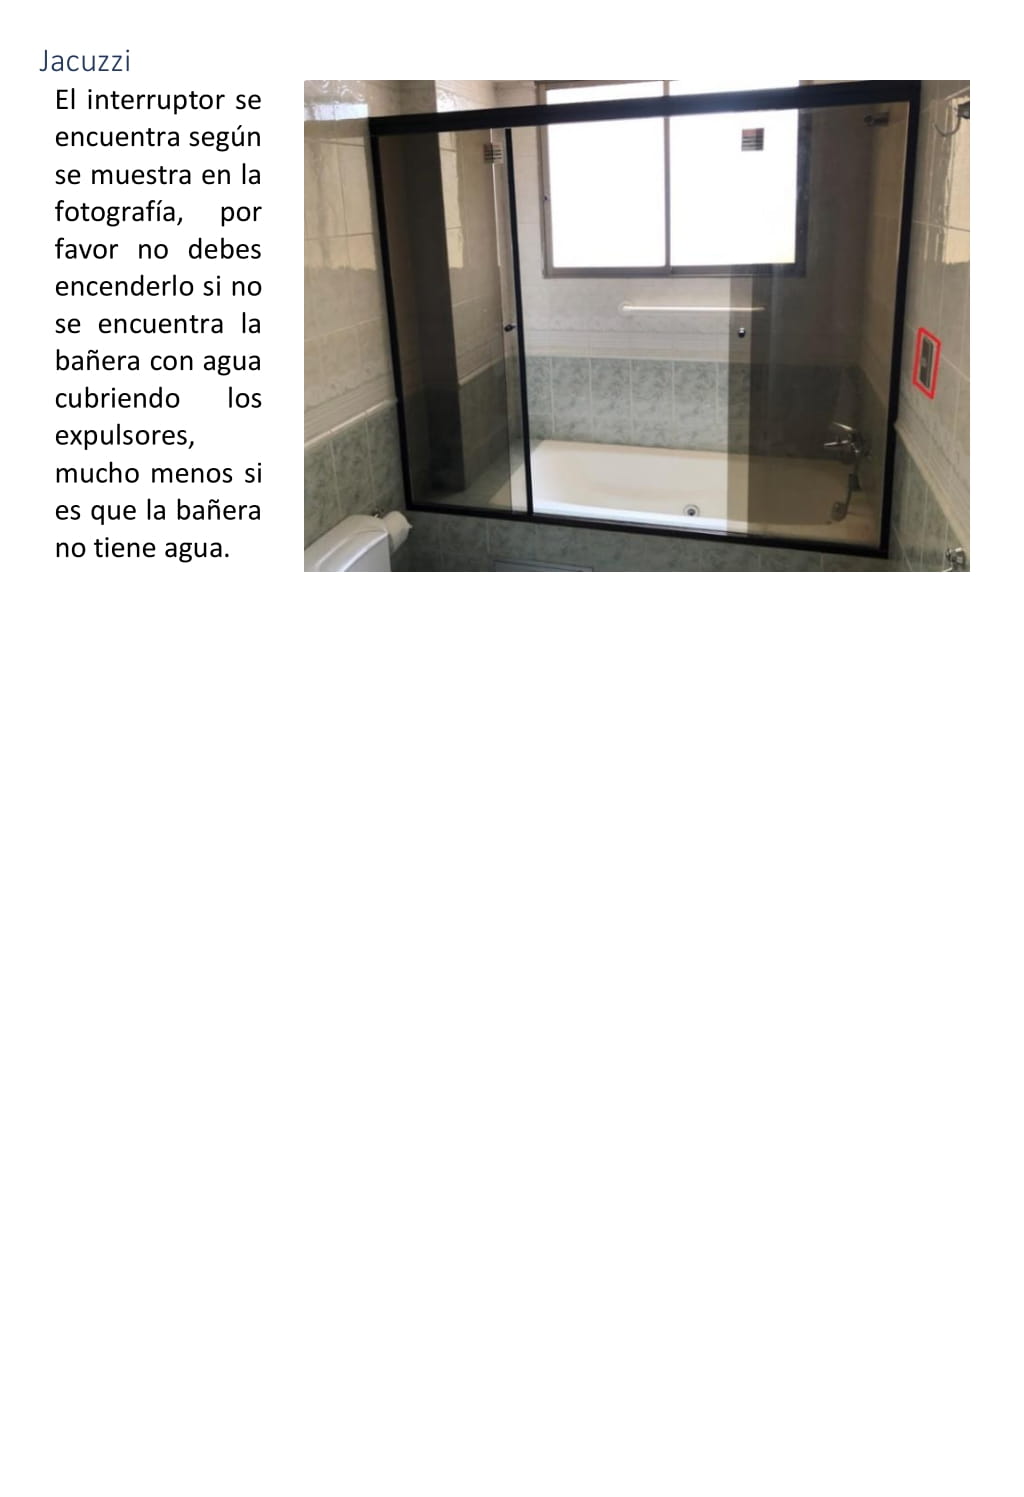 Jacuzzi
El interruptor se
encuentra según
se muestra en la
fotografía, por
favor no debes
encenderlo si no
se encuentra la
bañera con agua
cubriendo los
expulsores,
mucho menos si
es que la bañera
no tiene agua.